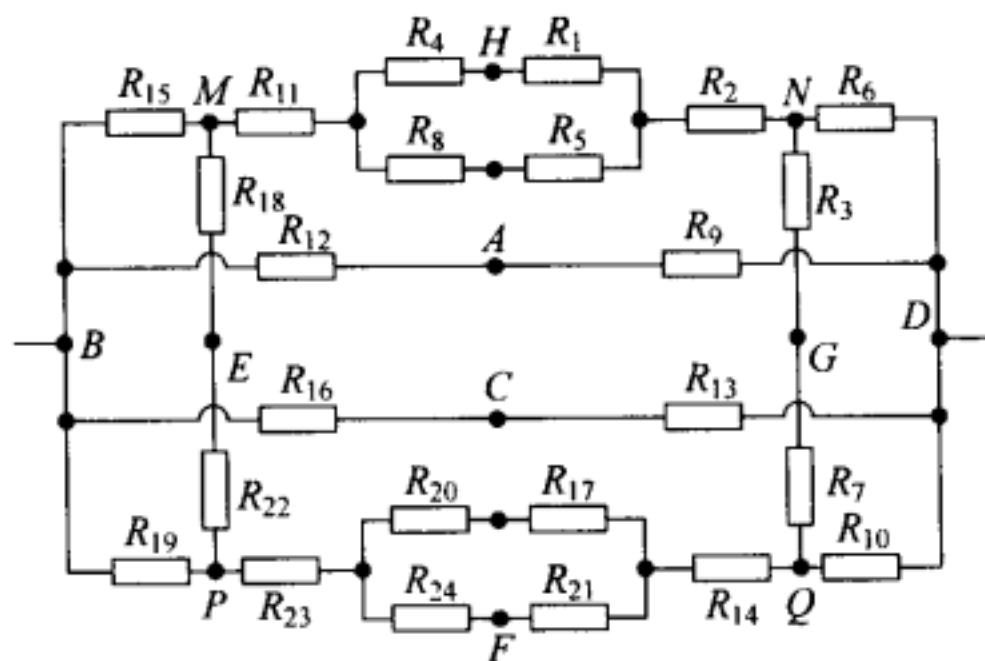 R4 H R1
R15 M R11 R2 N R6
R8 R5
R18 R3
R12 A R9
B E G D
R16 C R13
R22 R20 R17 R7
R19 R10
P R23 R24 R21 R14 Q
F